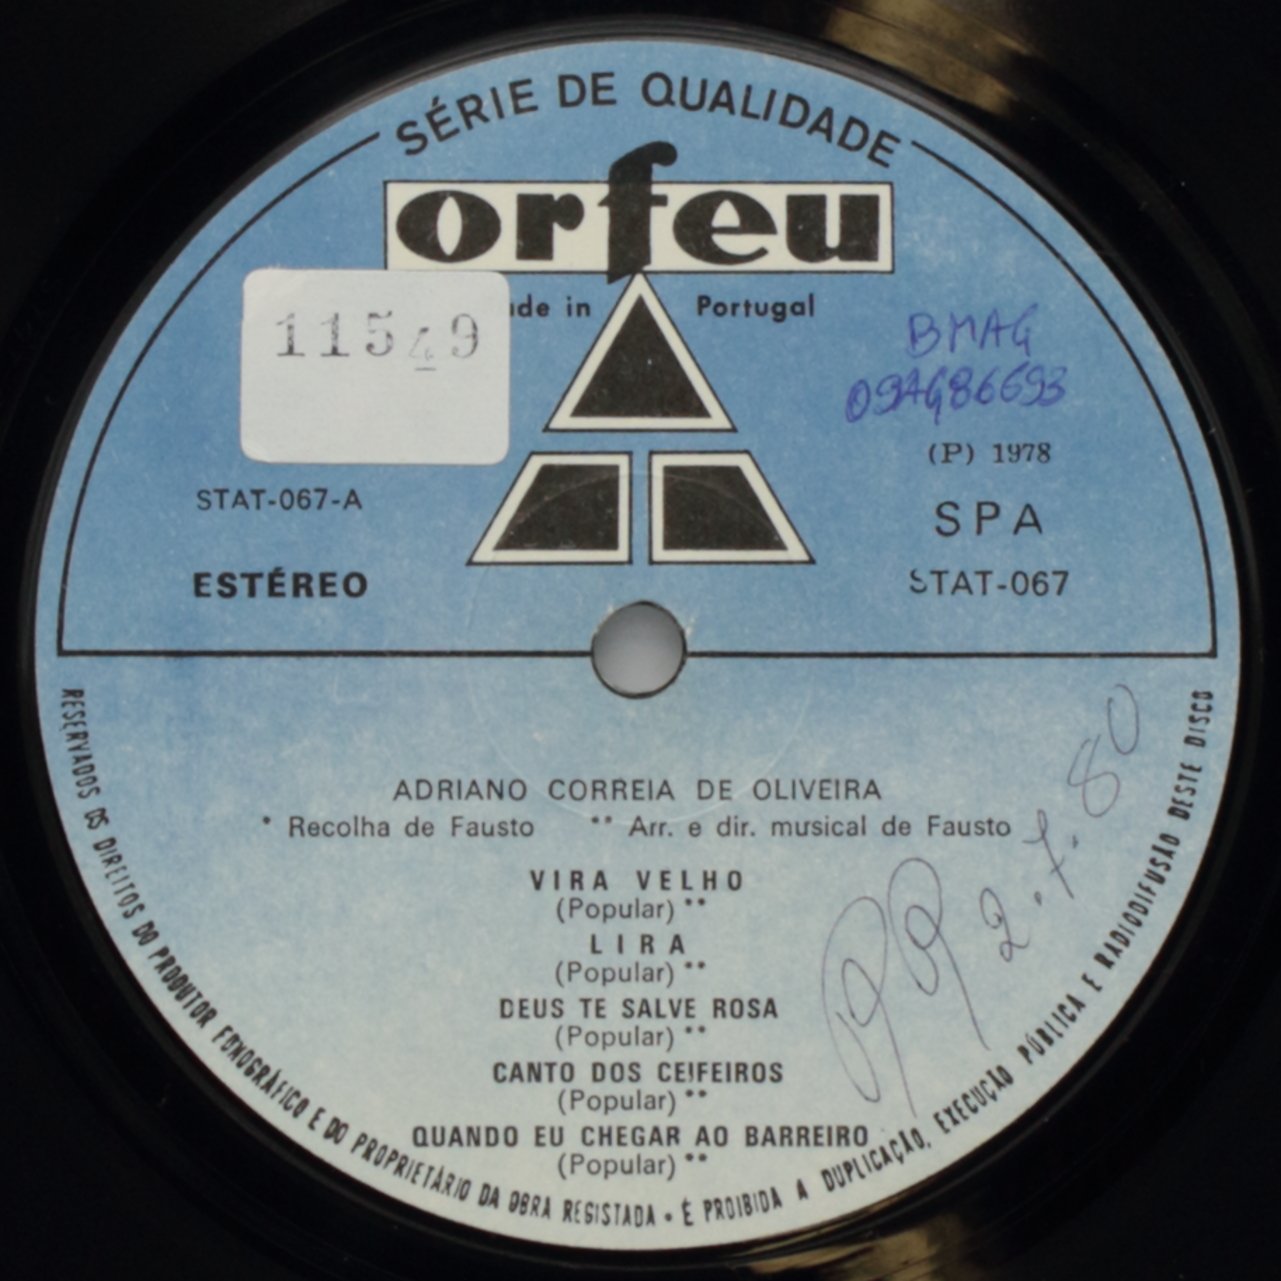 SÉRIE DE QUALIDADE
orfeu
de in Portugal
11549
BMAG
(P) 1978
STAT-067-A
SPA
ESTÉREO
STAT-067
ADRIANO CORREIA DE OLIVEIRA
* Recolha de Fausto ** Arr. e dir. musical de Fausto
VIRA VELHO
(Popular) **
LIRA
(Popular) **
DEUS TE SALVE ROSA
(Popular) **
CANTO DOS CEIFEIROS
(Popular) **
QUANDO EU CHEGAR AO BARREIRO
(Popular) **
2.7.80
RESERVADOS OS DIREITOS DO PRODUTOR FONOGRÁFICO E DO PROPRIETÁRIO DA OBRA REGISTADA • É PROIBIDA A DUPLICAÇÃO, EXECUÇÃO PÚBLICA E RADIODIFUSÃO DESTE DISCO